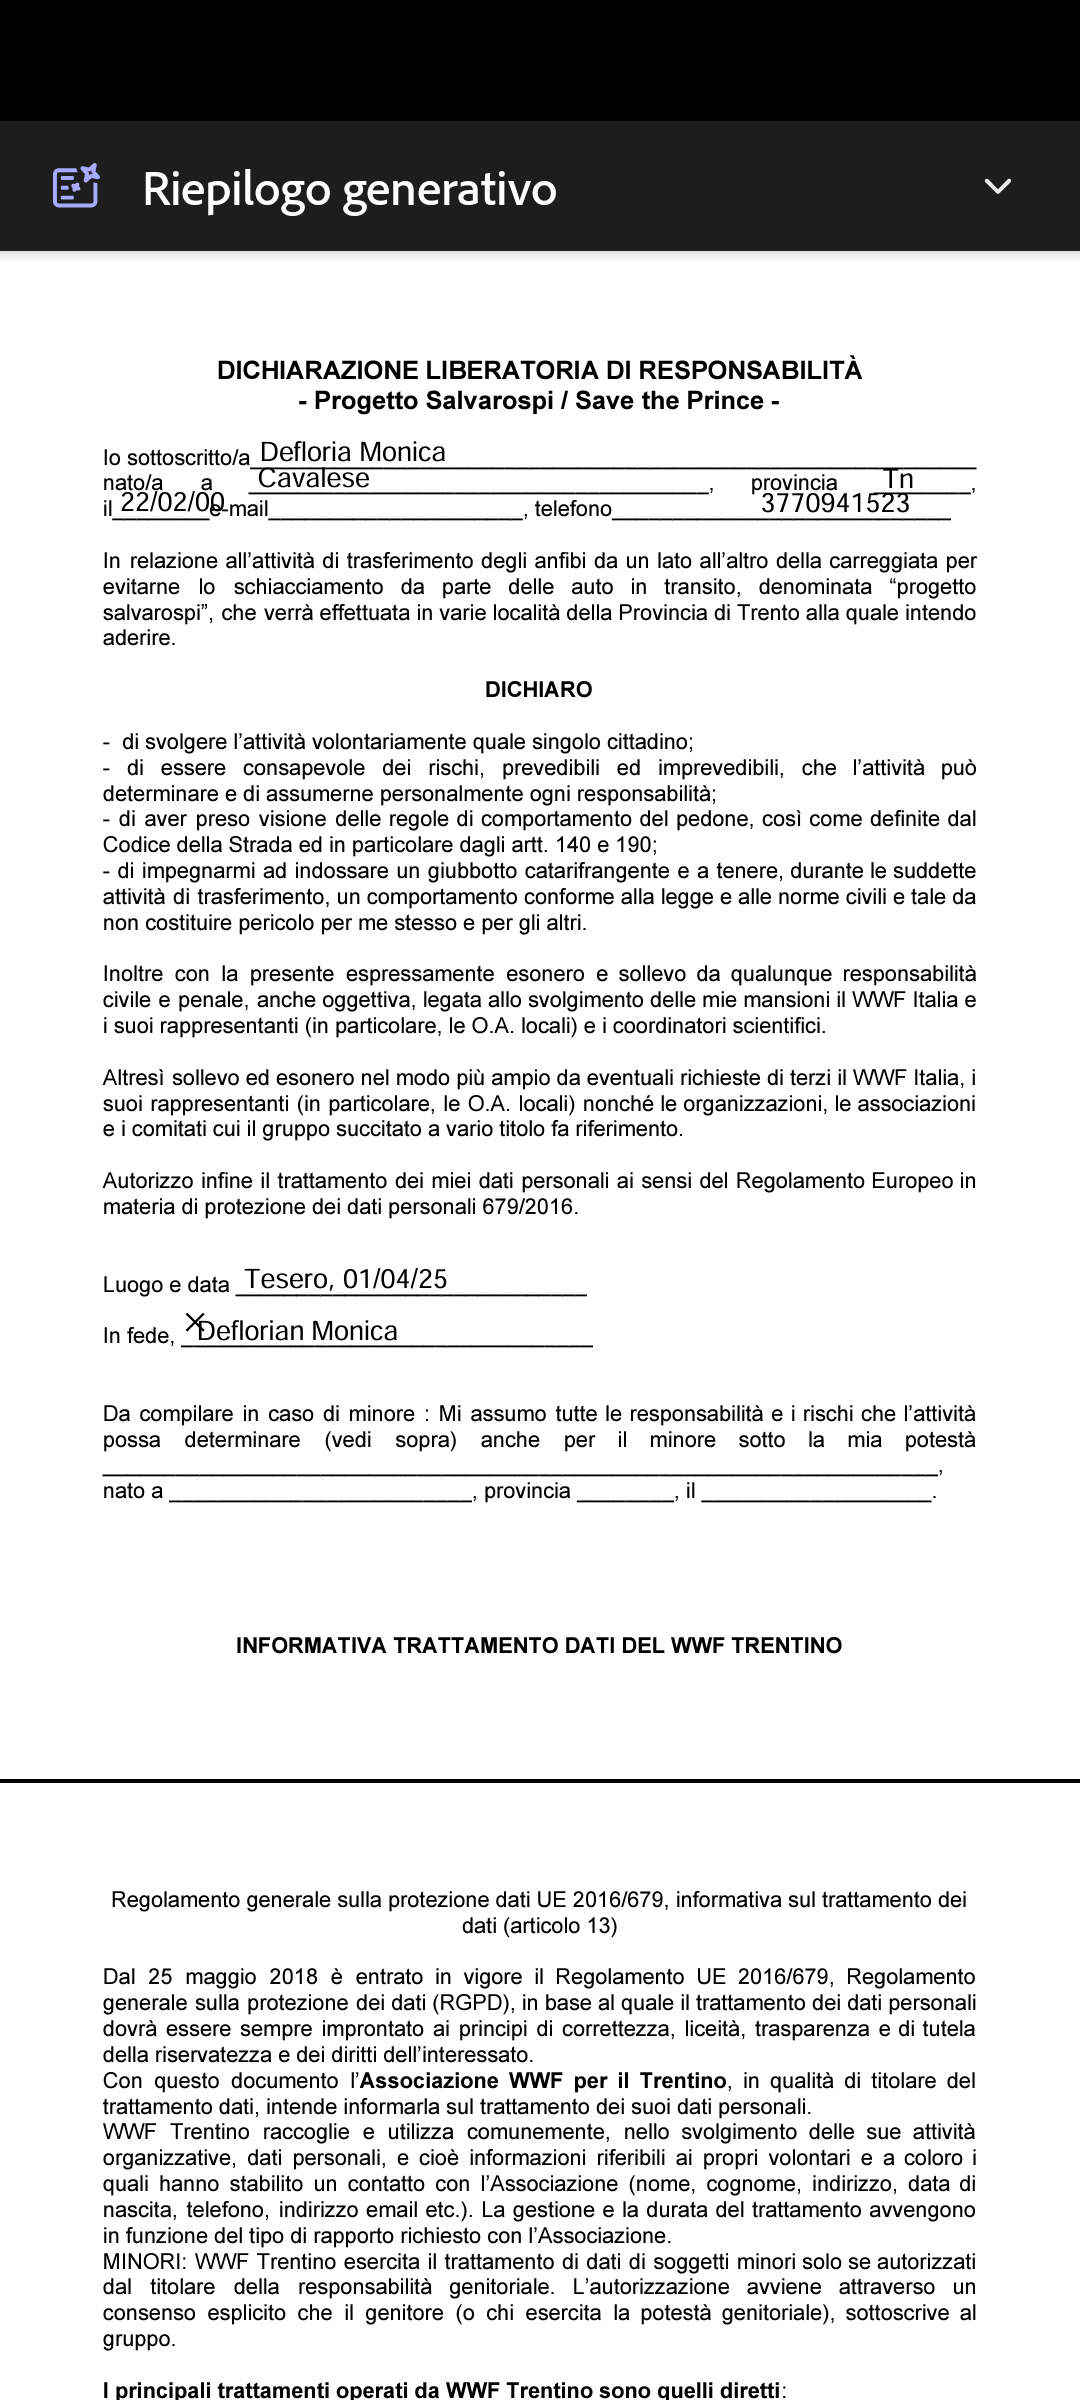 Riepilogo generativo
DICHIARAZIONE LIBERATORIA DI RESPONSABILITÀ
- Progetto Salvarospi / Save the Prince -
Io sottoscritto/a Defloria Monica
nato/a a Cavalese, provincia Tn,
il 22/02/00 e-mail____________________, telefono 3770941523
In relazione all'attività di trasferimento degli anfibi da un lato all'altro della carreggiata per
evitarne lo schiacciamento da parte delle auto in transito, denominata “progetto
salvarospi”, che verrà effettuata in varie località della Provincia di Trento alla quale intendo
aderire.
DICHIARO
- di svolgere l'attività volontariamente quale singolo cittadino;
- di essere consapevole dei rischi, prevedibili ed imprevedibili, che l'attività può
determinare e di assumerne personalmente ogni responsabilità;
- di aver preso visione delle regole di comportamento del pedone, così come definite dal
Codice della Strada ed in particolare dagli artt. 140 e 190;
- di impegnarmi ad indossare un giubbotto catarifrangente e a tenere, durante le suddette
attività di trasferimento, un comportamento conforme alla legge e alle norme civili e tale da
non costituire pericolo per me stesso e per gli altri.
Inoltre con la presente espressamente esonero e sollevo da qualunque responsabilità
civile e penale, anche oggettiva, legata allo svolgimento delle mie mansioni il WWF Italia e
i suoi rappresentanti (in particolare, le O.A. locali) e i coordinatori scientifici.
Altresì sollevo ed esonero nel modo più ampio da eventuali richieste di terzi il WWF Italia, i
suoi rappresentanti (in particolare, le O.A. locali) nonché le organizzazioni, le associazioni
e i comitati cui il gruppo succitato a vario titolo fa riferimento.
Autorizzo infine il trattamento dei miei dati personali ai sensi del Regolamento Europeo in
materia di protezione dei dati personali 679/2016.
Luogo e data Tesero, 01/04/25
In fede, ×Deflorian Monica
Da compilare in caso di minore : Mi assumo tutte le responsabilità e i rischi che l'attività
possa determinare (vedi sopra) anche per il minore sotto la mia potestà
____________________,
nato a ____________________, provincia ________, il ____________________.
INFORMATIVA TRATTAMENTO DATI DEL WWF TRENTINO
Regolamento generale sulla protezione dati UE 2016/679, informativa sul trattamento dei
dati (articolo 13)
Dal 25 maggio 2018 è entrato in vigore il Regolamento UE 2016/679, Regolamento
generale sulla protezione dei dati (RGPD), in base al quale il trattamento dei dati personali
dovrà essere sempre improntato ai principi di correttezza, liceità, trasparenza e di tutela
della riservatezza e dei diritti dell'interessato.
Con questo documento l'Associazione WWF per il Trentino, in qualità di titolare del
trattamento dati, intende informarla sul trattamento dei suoi dati personali.
WWF Trentino raccoglie e utilizza comunemente, nello svolgimento delle sue attività
organizzative, dati personali, e cioè informazioni riferibili ai propri volontari e a coloro i
quali hanno stabilito un contatto con l'Associazione (nome, cognome, indirizzo, data di
nascita, telefono, indirizzo email etc.). La gestione e la durata del trattamento avvengono
in funzione del tipo di rapporto richiesto con l'Associazione.
MINORI: WWF Trentino esercita il trattamento di dati di soggetti minori solo se autorizzati
dal titolare della responsabilità genitoriale. L'autorizzazione avviene attraverso un
consenso esplicito che il genitore (o chi esercita la potestà genitoriale), sottoscrive al
gruppo.
I principali trattamenti operati da WWF Trentino sono quelli diretti: